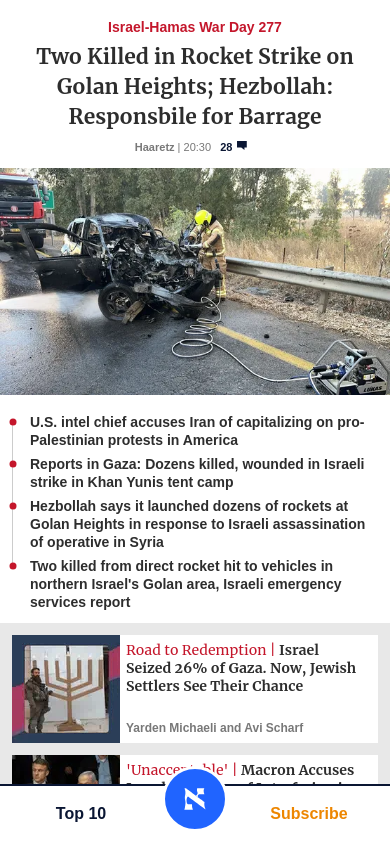 Israel-Hamas War Day 277
Two Killed in Rocket Strike on
Golan Heights; Hezbollah:
Responsbile for Barrage
Haaretz | 20:30 28
LUKAS
U.S. intel chief accuses Iran of capitalizing on pro-
Palestinian protests in America
Reports in Gaza: Dozens killed, wounded in Israeli
strike in Khan Yunis tent camp
Hezbollah says it launched dozens of rockets at
Golan Heights in response to Israeli assassination
of operative in Syria
Two killed from direct rocket hit to vehicles in
northern Israel's Golan area, Israeli emergency
services report
Road to Redemption | Israel
Seized 26% of Gaza. Now, Jewish
Settlers See Their Chance
Yarden Michaeli and Avi Scharf
| Macron Accuses
Top 10
Subscribe